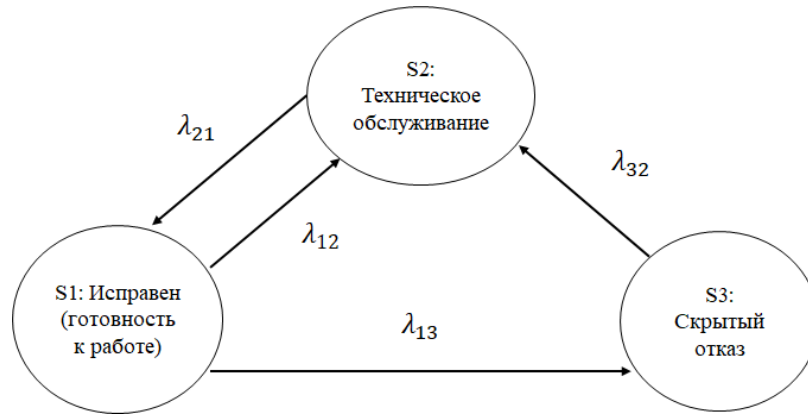 S2:
Техническое
обслуживание
λ21
λ32
λ12
S1: Исправен
(готовность
к работе)
S3:
Скрытый
отказ
λ13